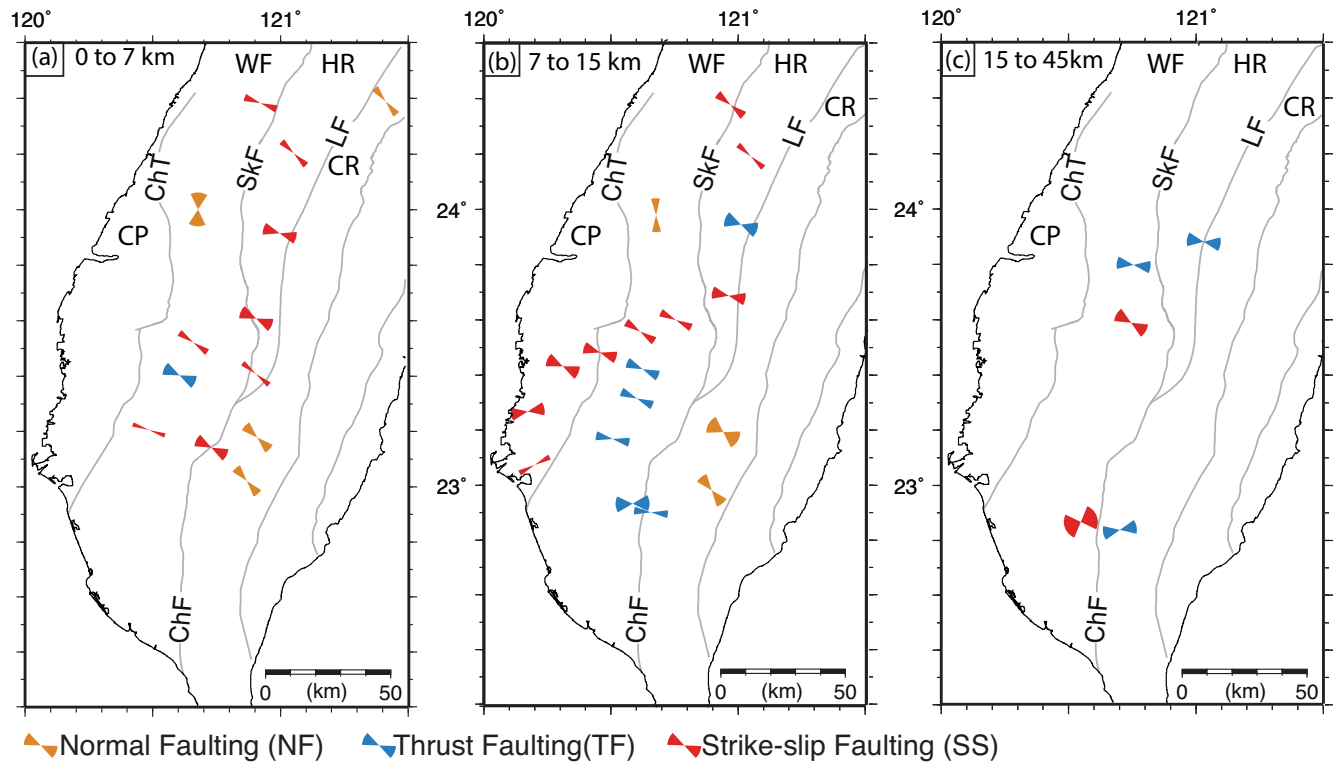 120° 121° 120° 121° 120° 121°
(a) 0 to 7 km WF HR
(b) 7 to 15 km WF HR
(c) 15 to 45km WF HR
LF CR
ChT SkF
CP
ChF
0 (km) 50
LF CR
ChT SkF
CP
ChF
0 (km) 50
LF CR
ChT SkF
CP
ChF
0 (km) 50
24° 24°
23° 23°
Normal Faulting (NF) Thrust Faulting(TF) Strike-slip Faulting (SS)